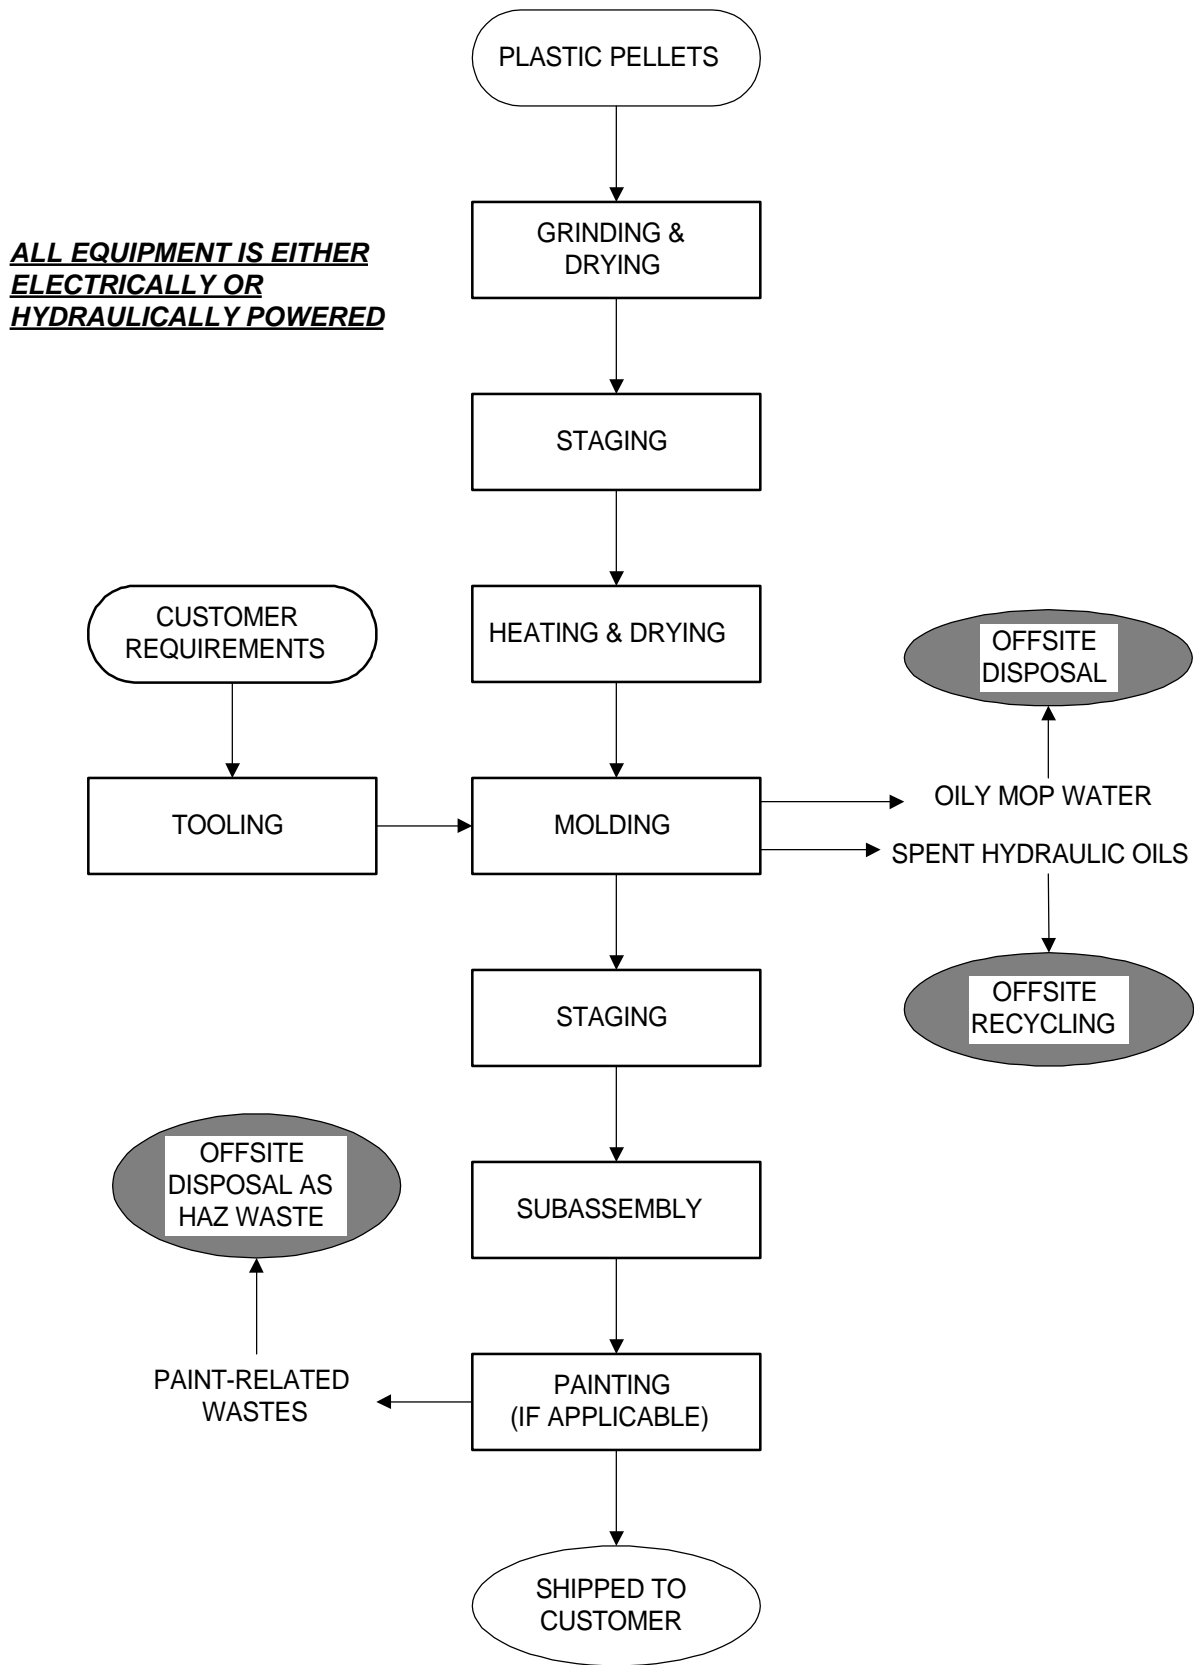 PLASTIC PELLETS
GRINDING &
DRYING
ALL EQUIPMENT IS EITHER
ELECTRICALLY OR
HYDRAULICALLY POWERED
STAGING
CUSTOMER
REQUIREMENTS
HEATING & DRYING
OFFSITE
DISPOSAL
TOOLING
MOLDING
OILY MOP WATER
SPENT HYDRAULIC OILS
STAGING
OFFSITE
RECYCLING
OFFSITE
DISPOSAL AS
HAZ WASTE
SUBASSEMBLY
PAINT-RELATED
WASTES
PAINTING
(IF APPLICABLE)
SHIPPED TO
CUSTOMER